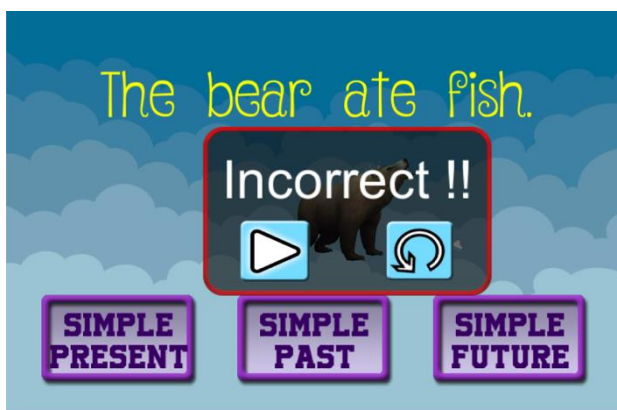 The bear ate fish.
Incorrect !!
SIMPLE PRESENT
SIMPLE PAST
SIMPLE FUTURE